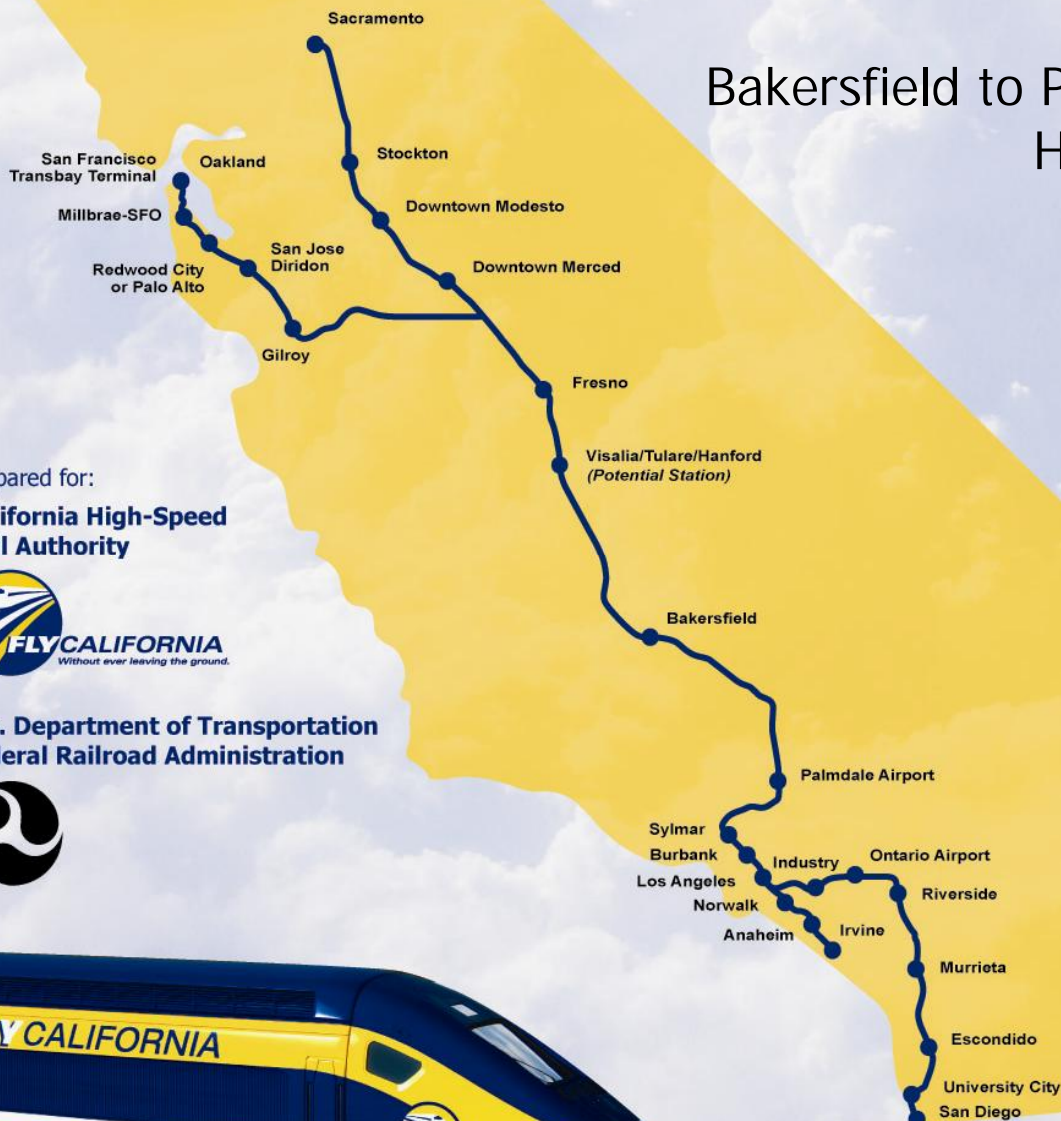 Sacramento
Bakersfield to P
H
Stockton
San Francisco
Transbay Terminal
Oakland
Millbrae-SFO
Downtown Modesto
San Jose
Diridon
Redwood City
or Palo Alto
Downtown Merced
Gilroy
Fresno
Visalia/Tulare/Hanford
(Potential Station)
pared for:
ifornia High-Speed
l Authority
FLYCALIFORNIA
Without ever leaving the ground.
Bakersfield
. Department of Transportation
deral Railroad Administration
Palmdale Airport
Sylmar
Burbank
Los Angeles
Norwalk
Anaheim
Industry
Ontario Airport
Riverside
Irvine
Murrieta
Escondido
University City
San Diego
Y CALIFORNIA